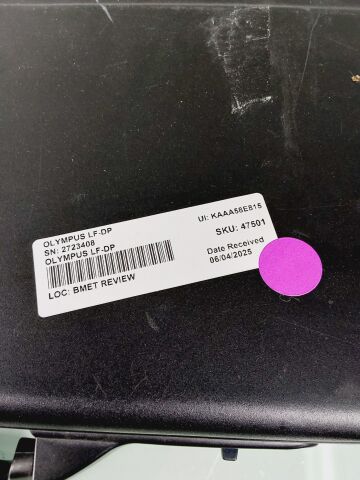 OLYMPUS LF-DP
SN: 2723408
OLYMPUS LF-DP
LOC: BMET REVIEW
UI: KAAA58E815
SKU: 47501
Date Received
06/04/2025